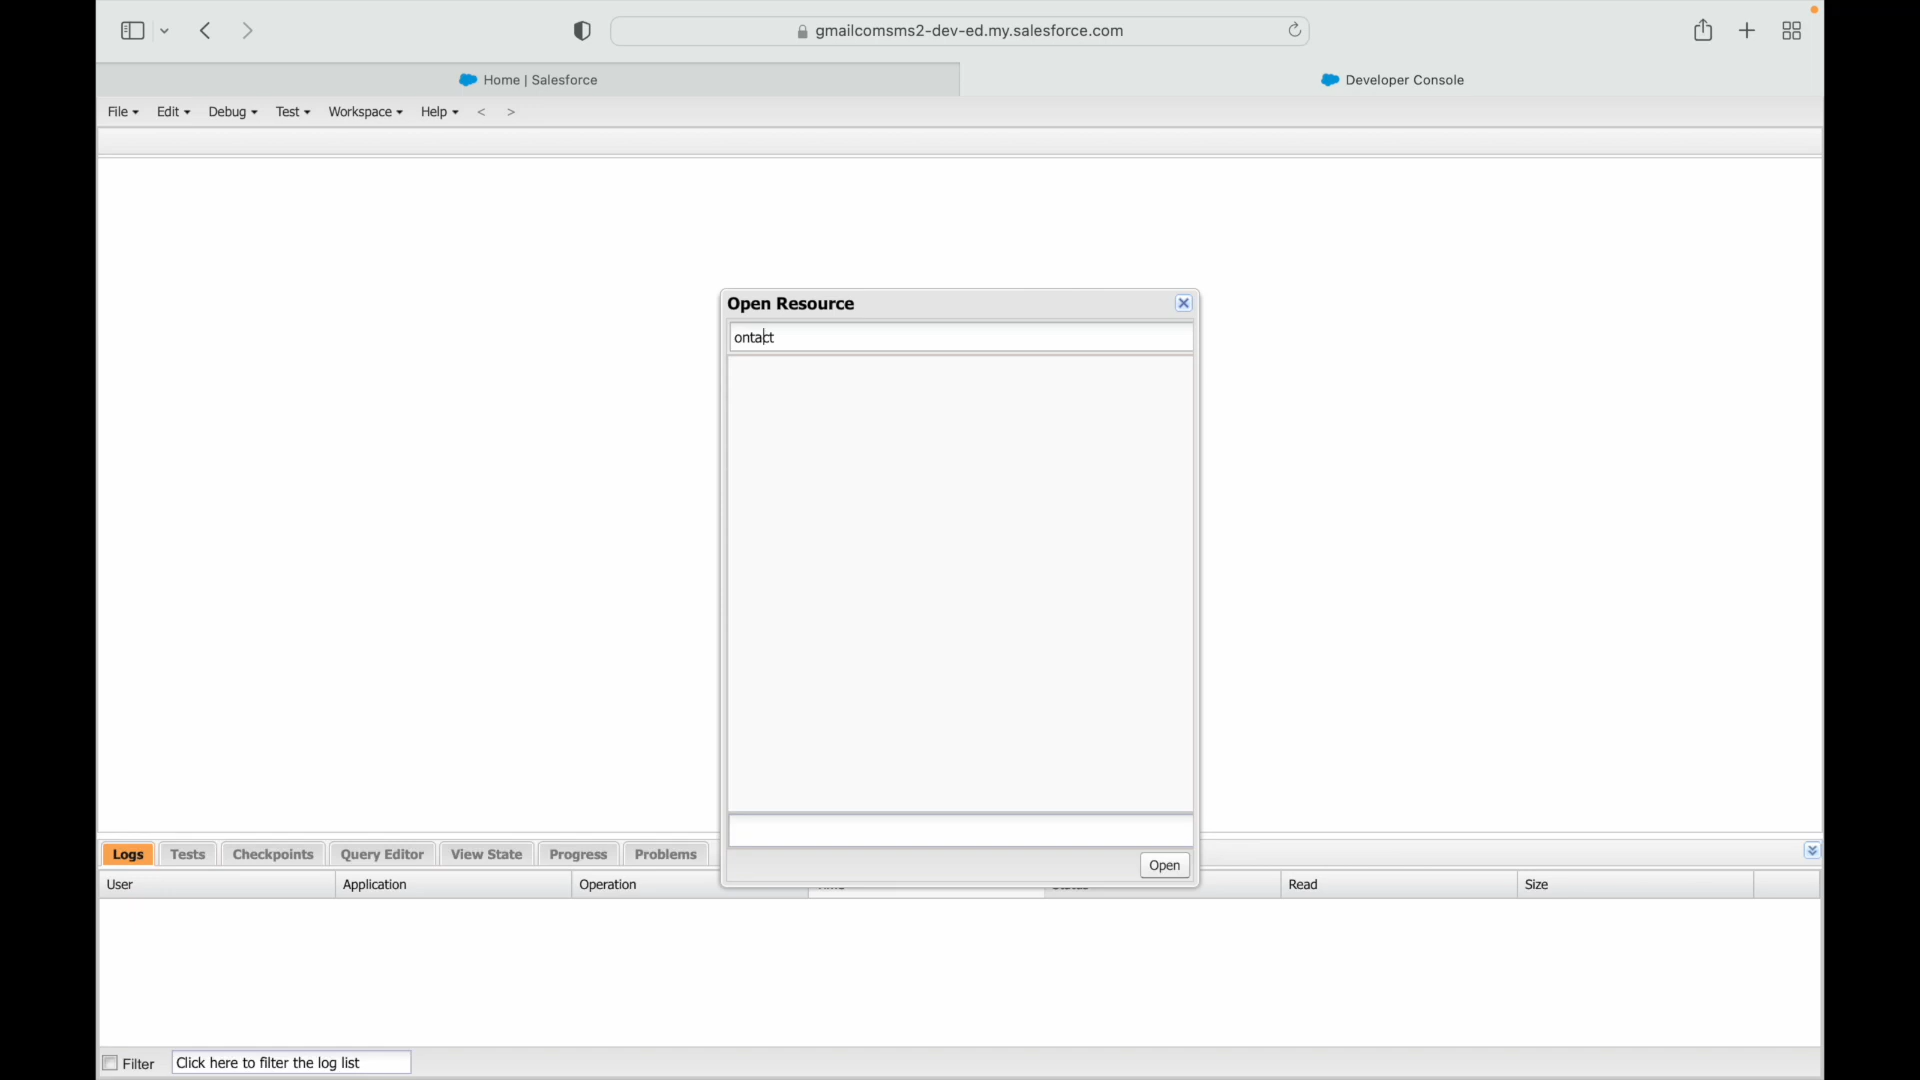 gmailcomsms2-dev-ed.my.salesforce.com
Home | Salesforce
Developer Console
File Edit Debug Test Workspace Help < >
Open Resource
ontact
Open
Logs Tests Checkpoints Query Editor View State Progress Problems
User Application Operation Read Size
Filter Click here to filter the log list